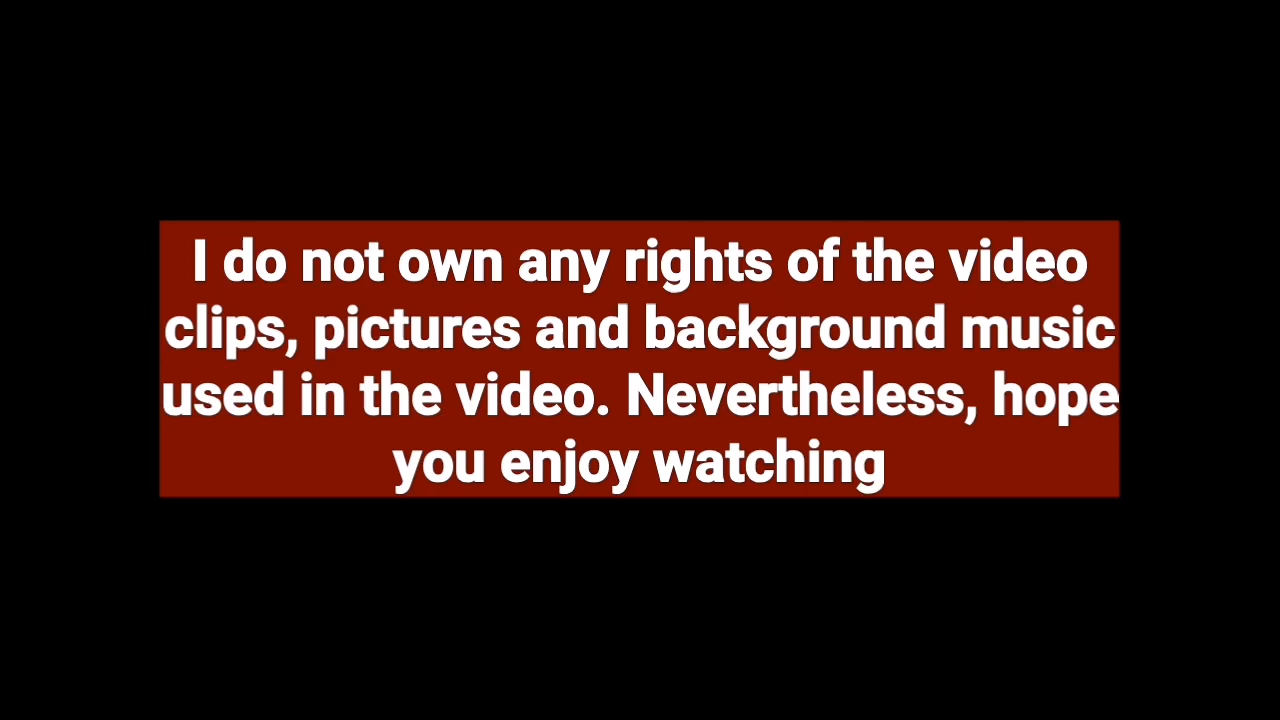 I do not own any rights of the video
clips, pictures and background music
used in the video. Nevertheless, hope
you enjoy watching